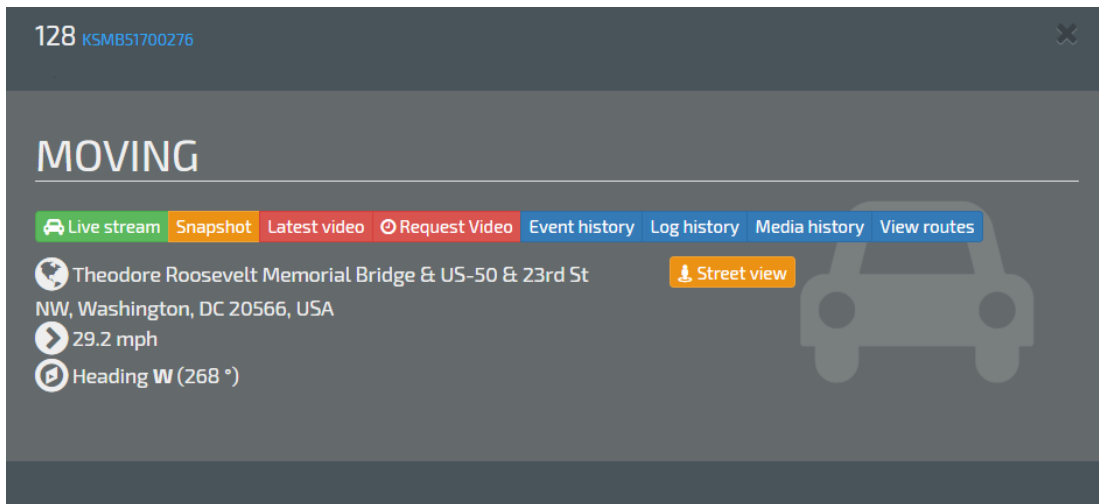 128 KSMB51700276
MOVING
Live stream Snapshot Latest video Request Video Event history Log history Media history View routes
Theodore Roosevelt Memorial Bridge & US-50 & 23rd St
Street view
NW, Washington, DC 20566, USA
29.2 mph
Heading W (268 °)